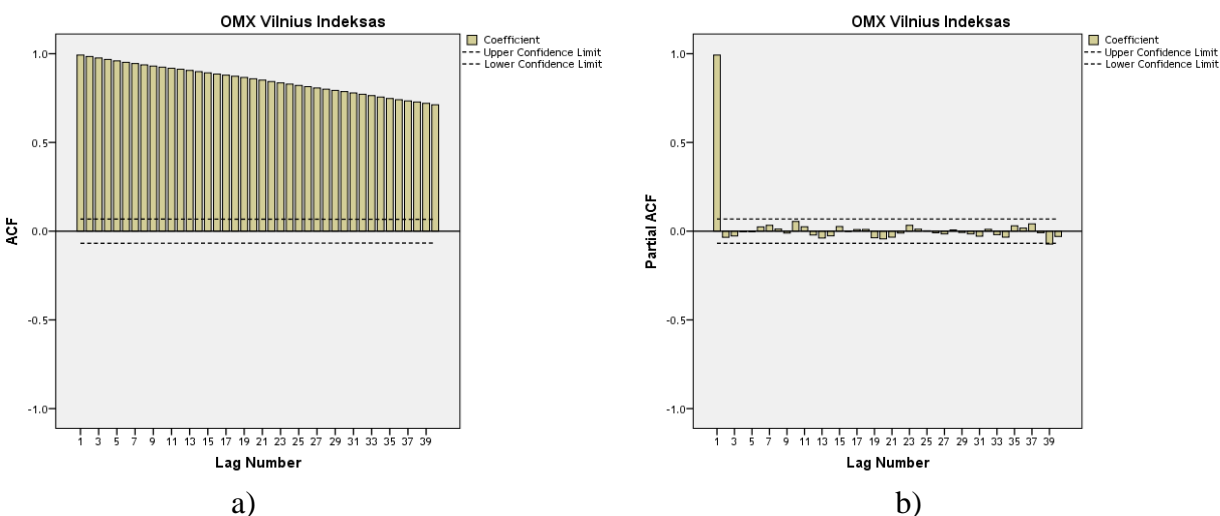 OMX Vilnius Indeksas
Coefficient
Upper Confidence Limit
Lower Confidence Limit
1.0
0.5
0.0
-0.5
-1.0
ACF
1 3 5 7 9 11 13 15 17 19 21 23 25 27 29 31 33 35 37 39
Lag Number
a)
OMX Vilnius Indeksas
Coefficient
Upper Confidence Limit
Lower Confidence Limit
1.0
0.5
0.0
-0.5
-1.0
Partial ACF
1 3 5 7 9 11 13 15 17 19 21 23 25 27 29 31 33 35 37 39
Lag Number
b)